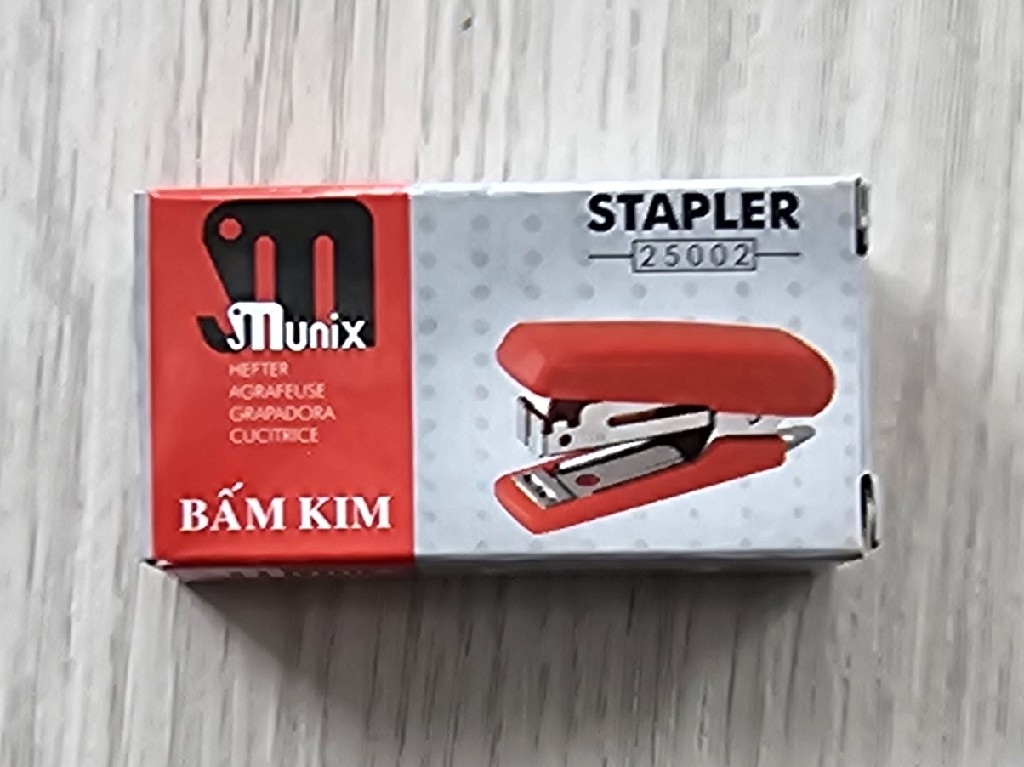 munix
HEFTER
AGRAFEUSE
GRAPADORA
CUCITRICE
BẤM KIM
STAPLER
25002